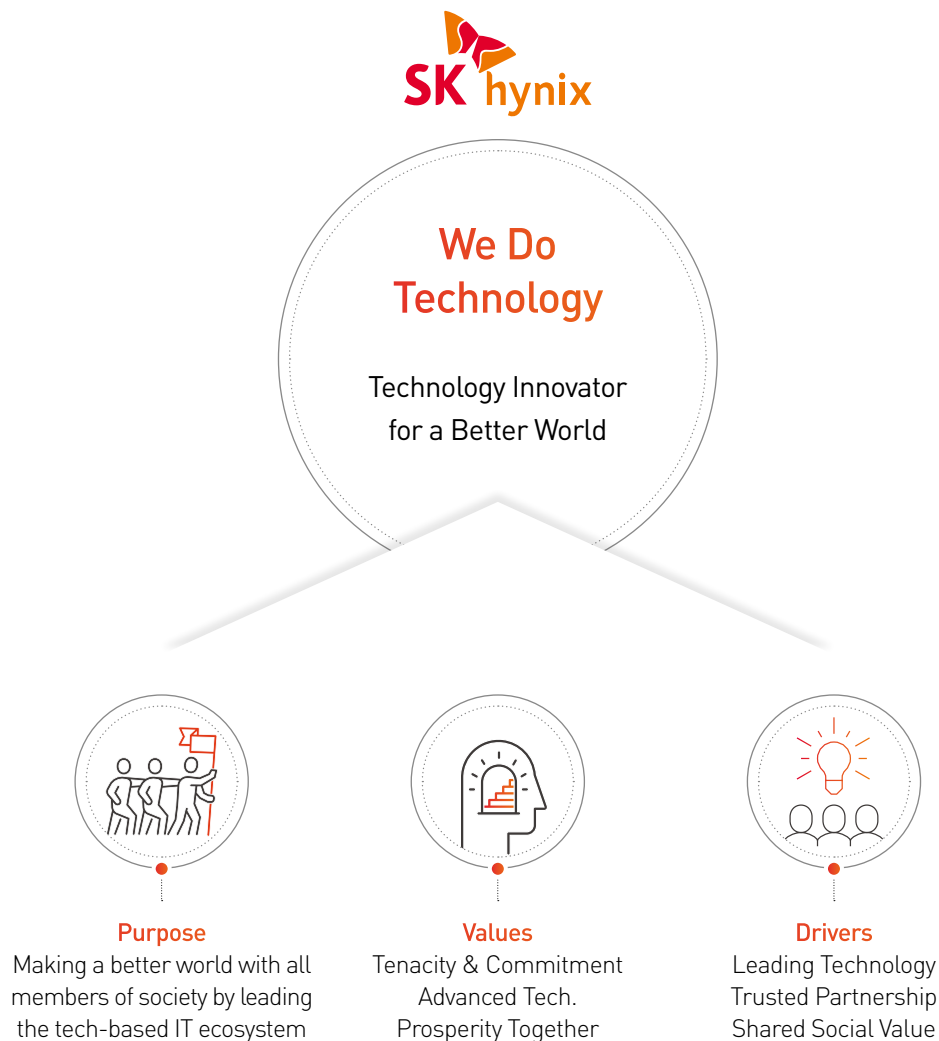 SK hynix
We Do
Technology
Technology Innovator
for a Better World
Purpose
Making a better world with all
members of society by leading
the tech-based IT ecosystem
Values
Tenacity & Commitment
Advanced Tech.
Prosperity Together
Drivers
Leading Technology
Trusted Partnership
Shared Social Value